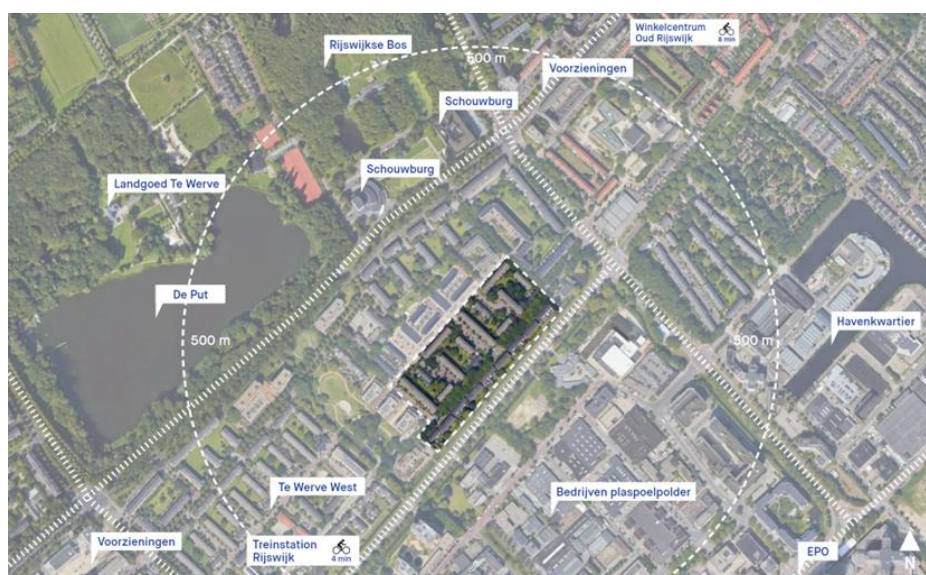 Winkelcentrum
Oud Rijswijk
8 min
Rijswijkse Bos
500 m
Voorzieningen
Schouwburg
Schouwburg
Landgoed Te Werve
De Put
Havenkwartier
500 m
500 m
Te Werve West
Bedrijven plaspoelpolder
Voorzieningen
Treinstation
Rijswijk
4 min
EPO
N